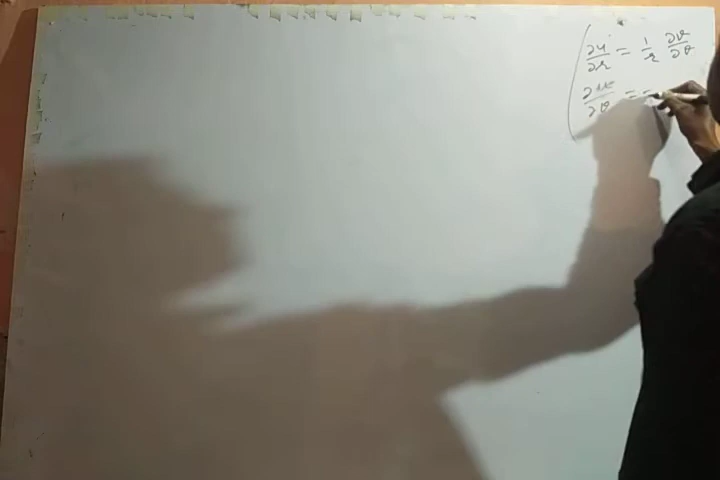 ∂u/∂r = 1/r ∂v/∂θ
∂u/∂θ = -